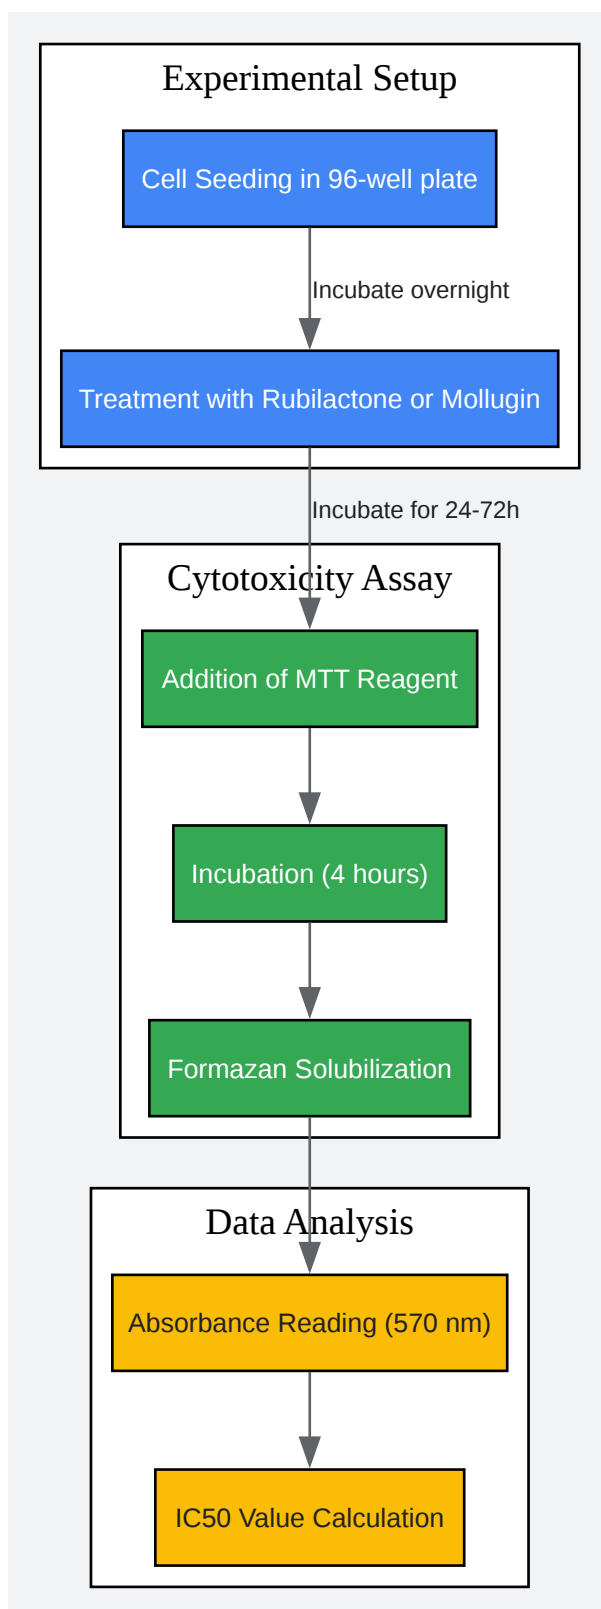 Experimental Setup
Cell Seeding in 96-well plate
Incubate overnight
Treatment with Rubilactone or Mollugin
Incubate for 24-72h
Cytotoxicity Assay
Addition of MTT Reagent
Incubation (4 hours)
Formazan Solubilization
Data Analysis
Absorbance Reading (570 nm)
IC50 Value Calculation